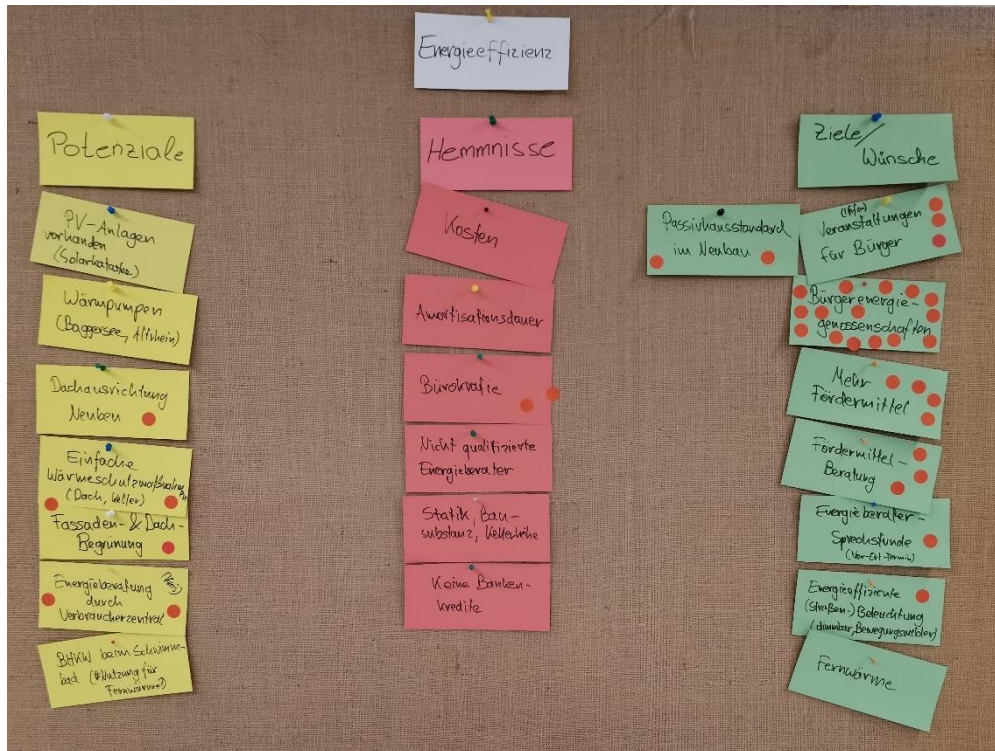 Energieeffizienz
Potenziale
PV-Anlagen
vorhanden
(Solarkataster)
Wärmpumpen
(Baggersee, Altrhein)
Dachausrichtung
Neuben
Einfache
Wärmeschutzmaßnahmen
(Dach, Keller)
Fassaden- & Dach-
Begrünung
Energieberatung
durch
Verbraucherzentral
BHKW beim Schwimm-
bad (Nutzung für
Fernwärme?)
Hemmnisse
Kosten
Amortisationsdauer
Bürokratie
Nicht qualifizierte
Energieberater
Statik, Bau-
substanz, Kellerhöhe
Keine Banken-
kredite
Ziele/
Wünsche
Passivhausstandard
im Neubau
(Info)
Veranstaltungen
für Bürger
Bürgerenergie-
genossenschaften
Mehr
Fördermittel
Fördermittel-
Beratung
Energieberater-
Sprechstunde
(Vor-Ort-Termin)
Energieeffiziente
(Straßen-) Beleuchtung
(dimmbar, Bewegungsmelder)
Fernwärme